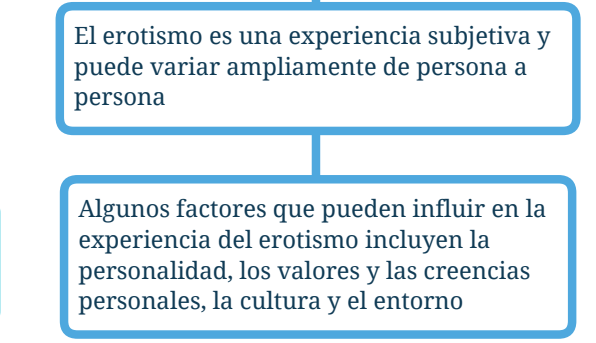 El erotismo es una experiencia subjetiva y
puede variar ampliamente de persona a
persona
Algunos factores que pueden influir en la
experiencia del erotismo incluyen la
personalidad, los valores y las creencias
personales, la cultura y el entorno